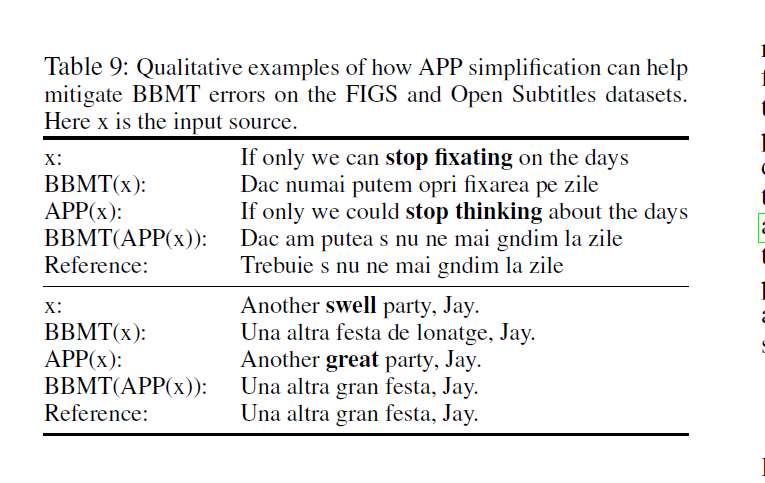 Table 9: Qualitative examples of how APP simplification can help
mitigate BBMT errors on the FIGS and Open Subtitles datasets.
Here x is the input source.
x: If only we can stop fixating on the days
BBMT(x): Dac numai putem opri fixarea pe zile
APP(x): If only we could stop thinking about the days
BBMT(APP(x)): Dac am putea s nu ne mai gndim la zile
Reference: Trebuie s nu ne mai gndim la zile
x: Another swell party, Jay.
BBMT(x): Una altra festa de lonatge, Jay.
APP(x): Another great party, Jay.
BBMT(APP(x)): Una altra gran festa, Jay.
Reference: Una altra gran festa, Jay.